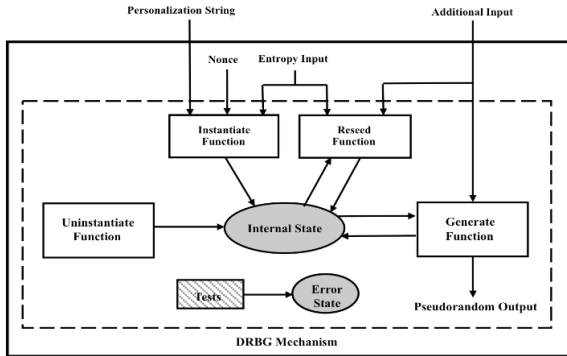 Personalization String
Additional Input
Nonce
Entropy Input
Instantiate
Function
Reseed
Function
Uninstantiate
Function
Internal State
Generate
Function
Tests
Error
State
Pseudorandom Output
DRBG Mechanism